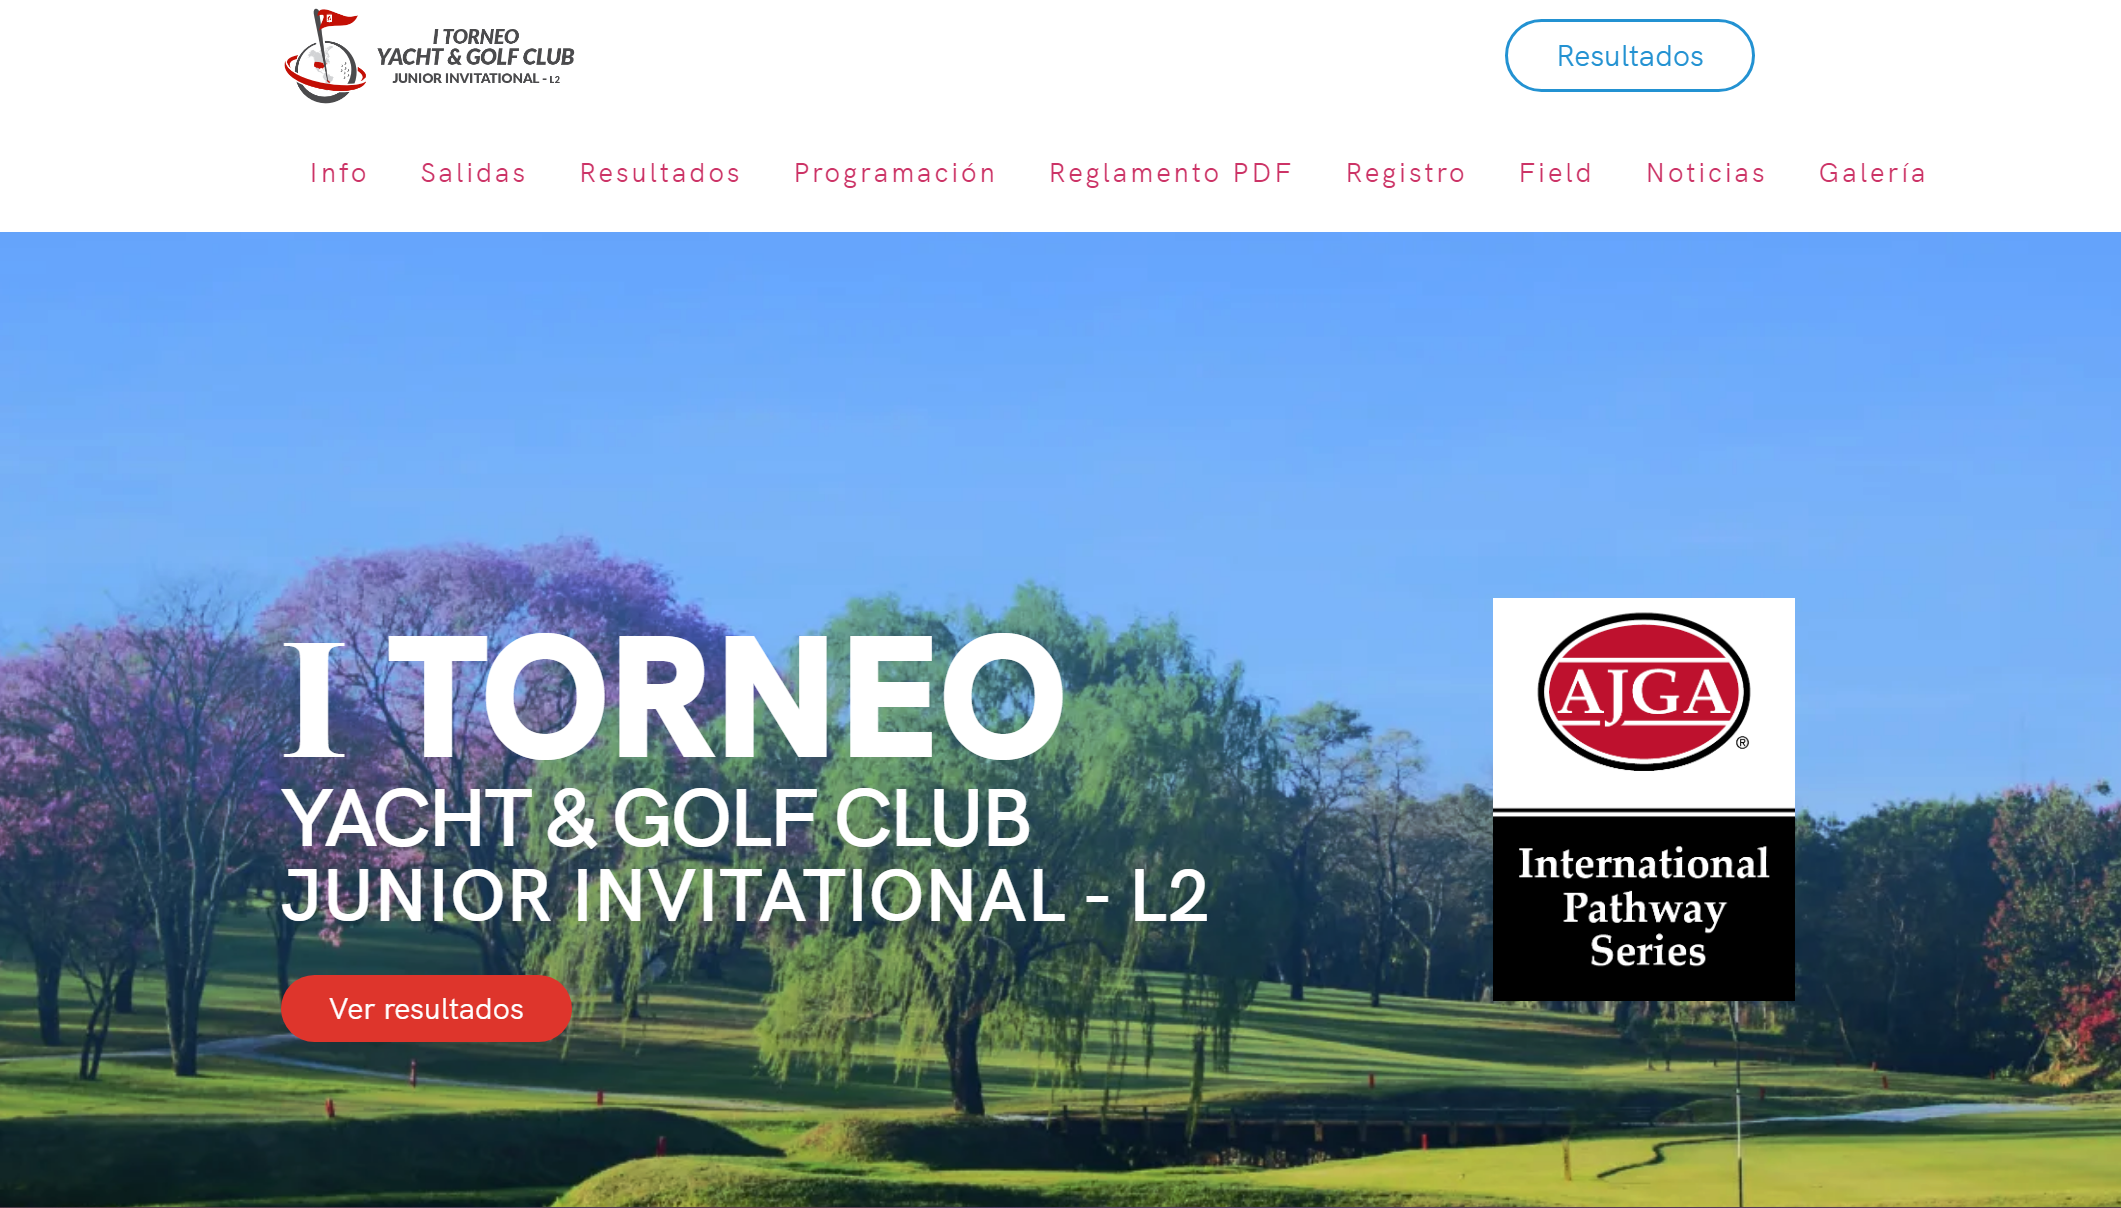 I TORNEO
YACHT & GOLF CLUB
JUNIOR INVITATIONAL - L2
Resultados
Info Salidas Resultados Programación Reglamento PDF Registro Field Noticias Galería
I TORNEO
YACHT & GOLF CLUB
JUNIOR INVITATIONAL - L2
Ver resultados
AJGA
®
International
Pathway
Series